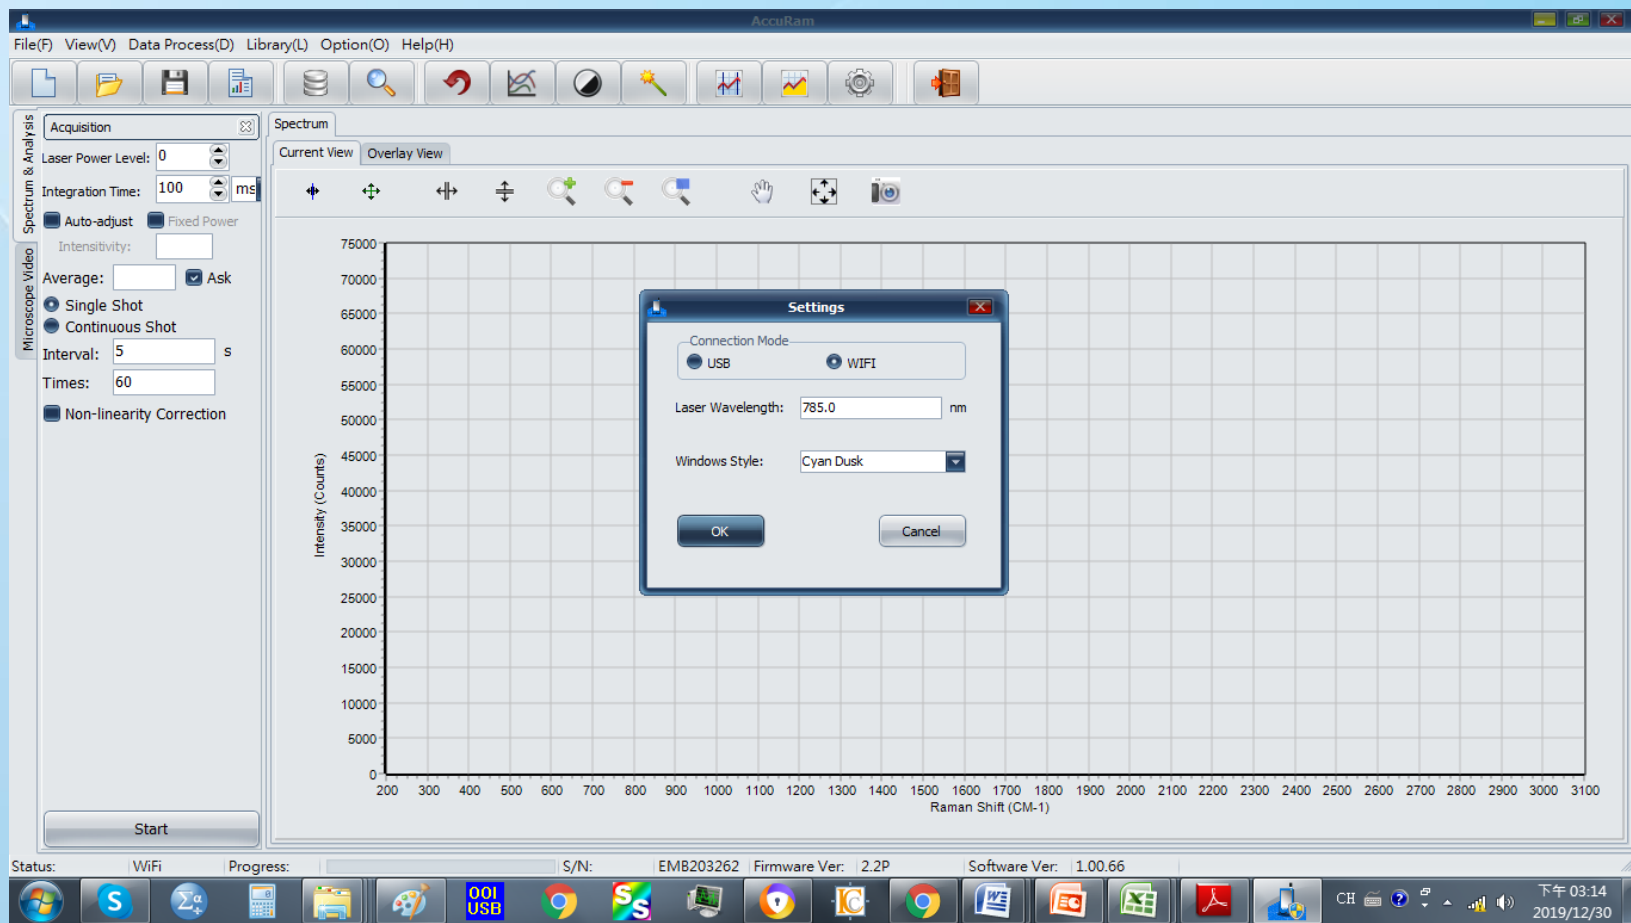 AccuRam
File(F) View(V) Data Process(D) Library(L) Option(O) Help(H)
Spectrum & Analysis
Microscope Video
Acquisition
Laser Power Level: 0
Integration Time: 100 ms
Auto-adjust Fixed Power
Intensitivity:
Average: Ask
Single Shot
Continuous Shot
Interval: 5 s
Times: 60
Non-linearity Correction
Start
Spectrum
Current View Overlay View
75000
70000
65000
60000
55000
50000
45000
40000
35000
30000
25000
20000
15000
10000
5000
0
Intensity (Counts)
200 300 400 500 600 700 800 900 1000 1100 1200 1300 1400 1500 1600 1700 1800 1900 2000 2100 2200 2300 2400 2500 2600 2700 2800 2900 3000 3100
Raman Shift (CM-1)
Settings
Connection Mode
USB WIFI
Laser Wavelength: 785.0 nm
Windows Style: Cyan Dusk
OK Cancel
Status: WiFi Progress: S/N: EMB203262 Firmware Ver: 2.2P Software Ver: 1.00.66
OOI
USB
CH
下午 03:14
2019/12/30